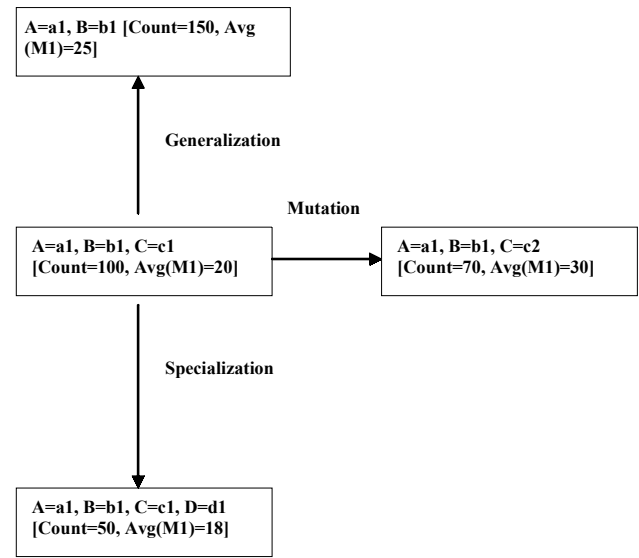 A=a1, B=b1 [Count=150, Avg
(M1)=25]
Generalization
Mutation
A=a1, B=b1, C=c1
[Count=100, Avg(M1)=20]
A=a1, B=b1, C=c2
[Count=70, Avg(M1)=30]
Specialization
A=a1, B=b1, C=c1, D=d1
[Count=50, Avg(M1)=18]